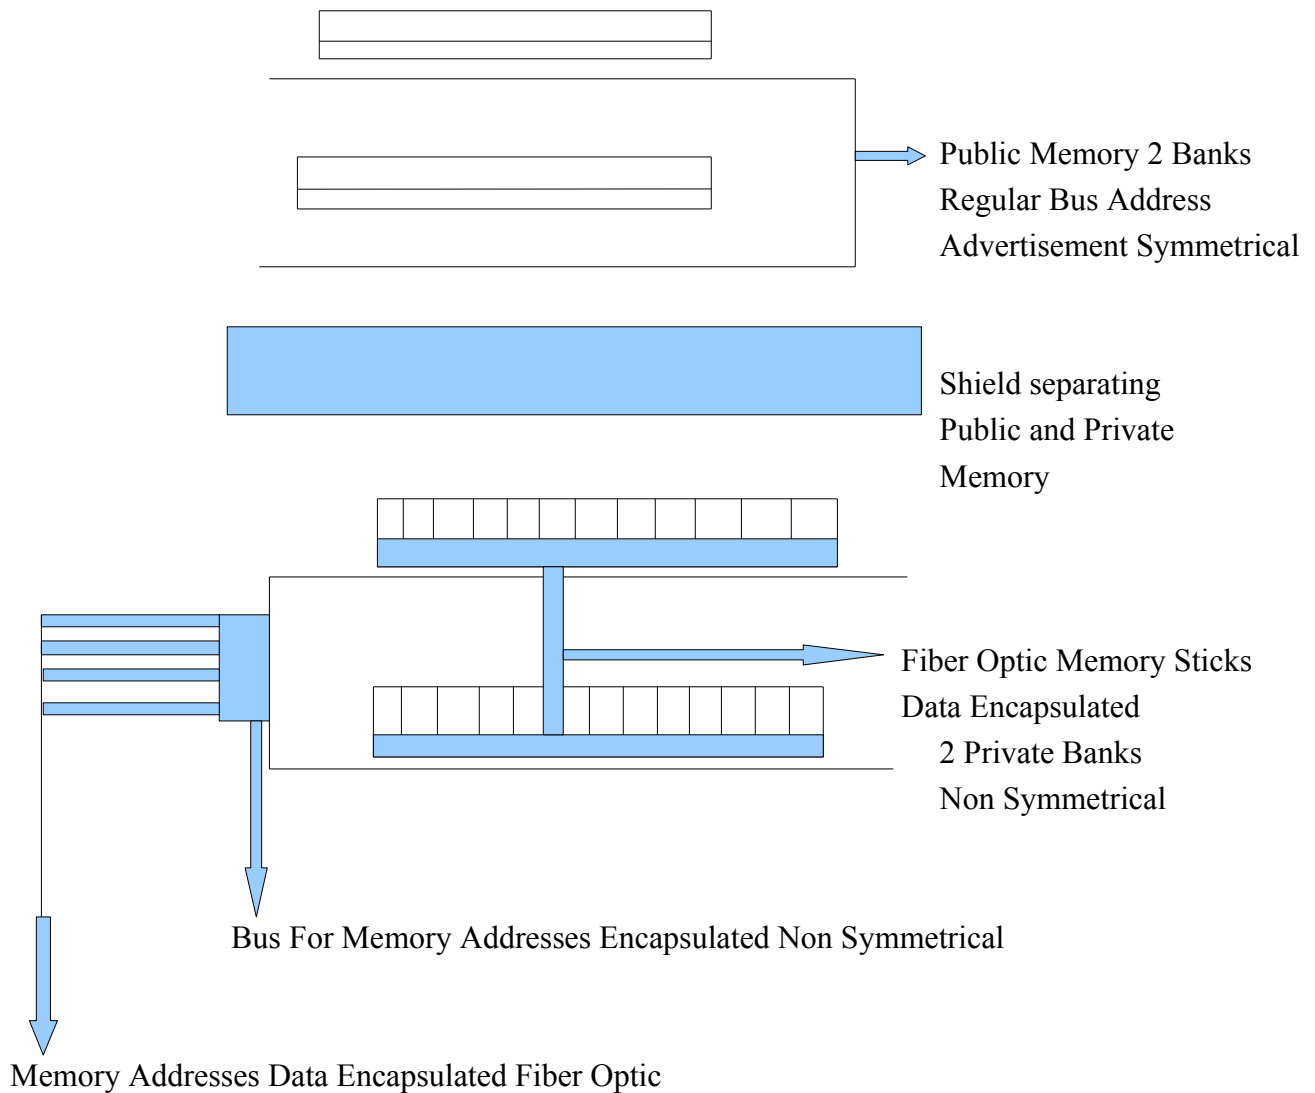 Public Memory 2 Banks
Regular Bus Address
Advertisement Symmetrical
Shield separating
Public and Private
Memory
Fiber Optic Memory Sticks
Data Encapsulated
2 Private Banks
Non Symmetrical
Bus For Memory Addresses Encapsulated Non Symmetrical
Memory Addresses Data Encapsulated Fiber Optic